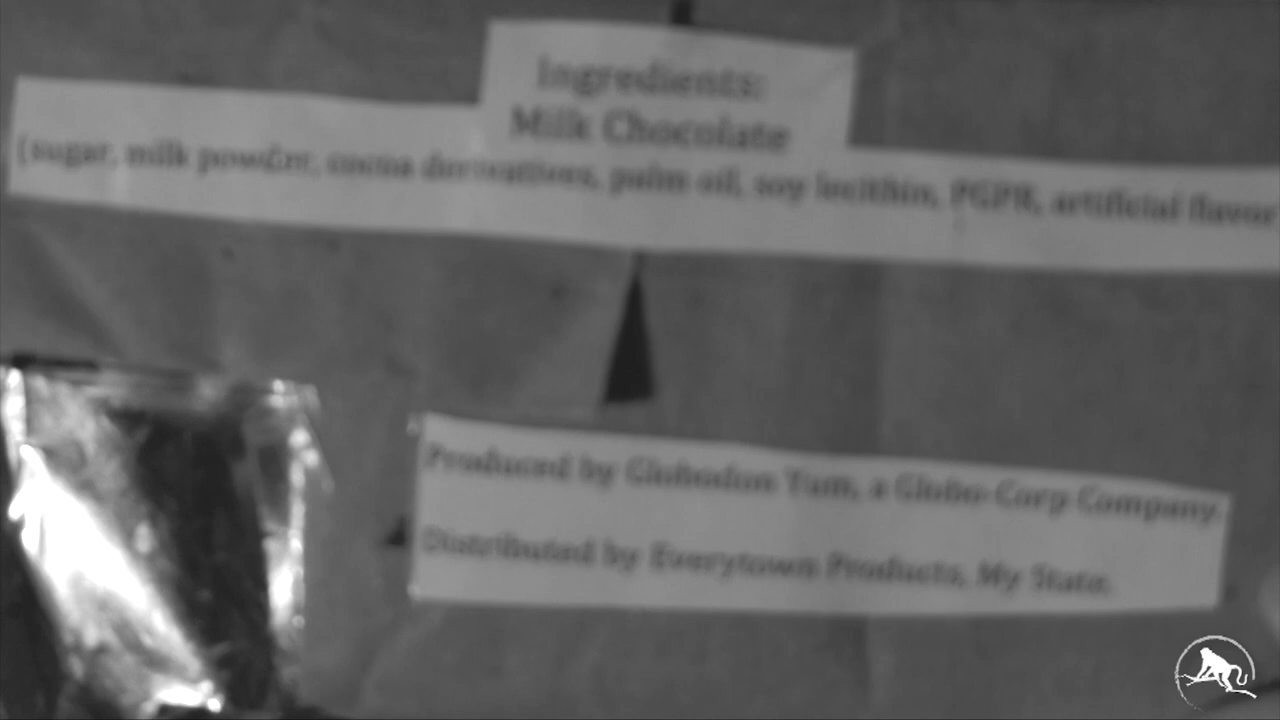 Ingredients:
Milk Chocolate
(sugar, milk powder, cocoa derivatives, palm oil, soy lecithin, PGPR, artificial flavor)
Produced by Globodon Yum, a Globo-Corp Company.
Distributed by Everytown Products, My State.